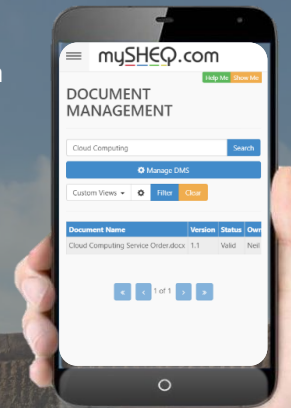 mySHEQ.com
Help Me Show Me
DOCUMENT
MANAGEMENT
Cloud Computing Search
Manage DMS
Custom Views Filter Clear
Document Name Version Status Own
Cloud Computing Service Order.docx 1.1 Valid Neil
« ‹ 1 of 1 › »